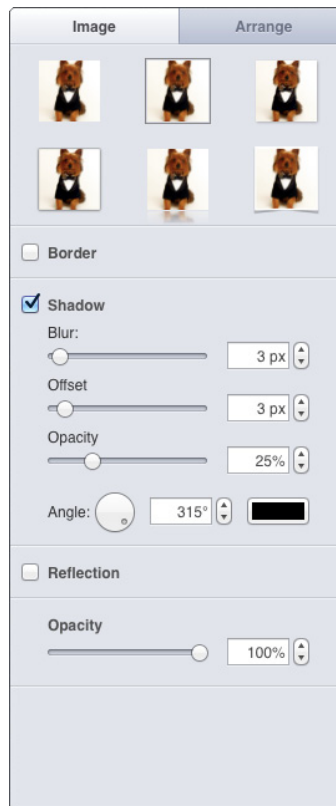 Image Arrange
Border
Shadow
Blur:
3 px
Offset
3 px
Opacity
25%
Angle: 315°
Reflection
Opacity
100%